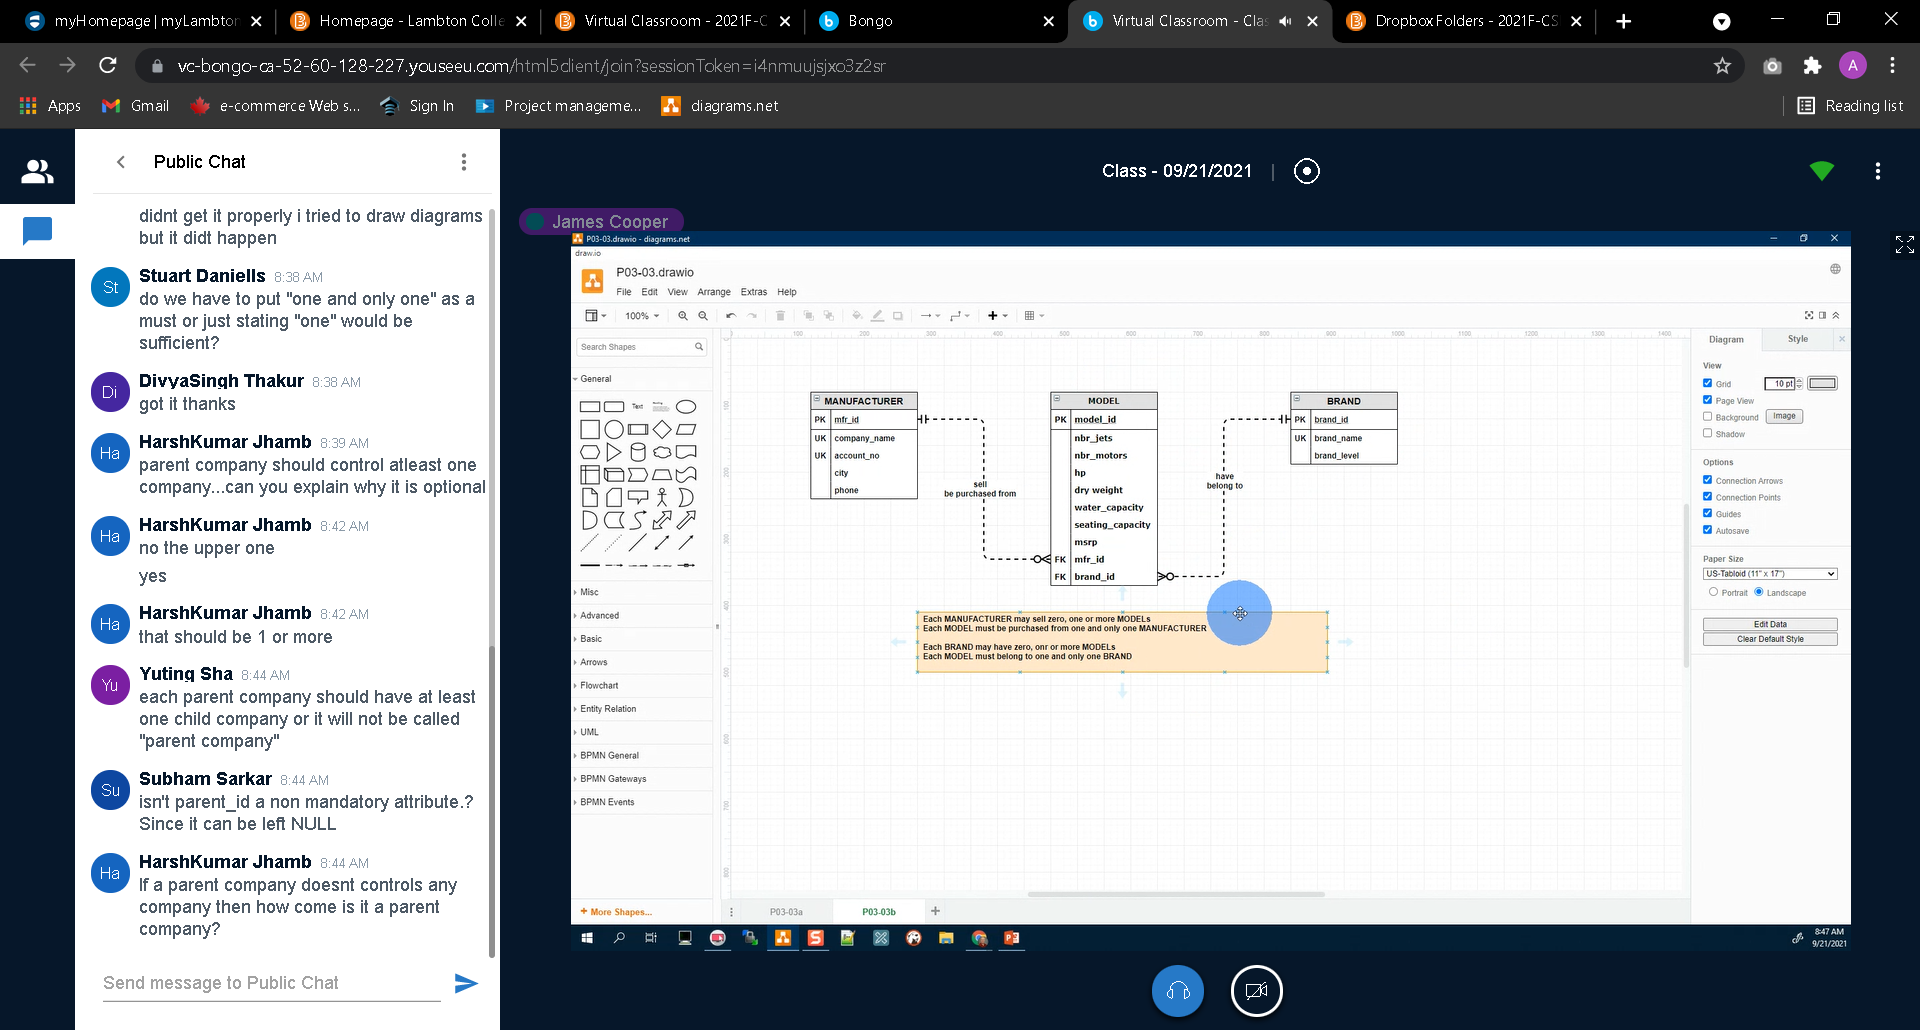 myHomepage | myLambton
Homepage - Lambton Colle
Virtual Classroom - 2021F-C
Bongo
Virtual Classroom - Clas
Dropbox Folders - 2021F-CS
vc-bongo-ca-52-60-128-227.youseeu.com/html5client/join?sessionToken=i4nmuujsjxo3z2sr
A
Apps
Gmail
e-commerce Web s...
Sign In
Project manageme...
diagrams.net
Reading list
Public Chat
didnt get it properly i tried to draw diagrams
but it didt happen
St
Stuart Daniells 8:38 AM
do we have to put "one and only one" as a
must or just stating "one" would be
sufficient?
Di
DivyaSingh Thakur 8:38 AM
got it thanks
Ha
HarshKumar Jhamb 8:39 AM
parent company should control atleast one
company...can you explain why it is optional
Ha
HarshKumar Jhamb 8:42 AM
no the upper one
yes
Ha
HarshKumar Jhamb 8:42 AM
that should be 1 or more
Yu
Yuting Sha 8:44 AM
each parent company should have at least
one child company or it will not be called
"parent company"
Su
Subham Sarkar 8:44 AM
isn't parent_id a non mandatory attribute.?
Since it can be left NULL
Ha
HarshKumar Jhamb 8:44 AM
If a parent company doesnt controls any
company then how come is it a parent
company?
Send message to Public Chat
Class - 09/21/2021
James Cooper
P03-03.drawio - diagrams.net
draw.io
P03-03.drawio
File Edit View Arrange Extras Help
100%
Search Shapes
General
Text
Misc
Advanced
Basic
Arrows
Flowchart
Entity Relation
UML
BPMN General
BPMN Gateways
BPMN Events
+ More Shapes...
MANUFACTURER
PK mfr_id
UK company_name
UK account_no
city
phone
sell
be purchased from
MODEL
PK model_id
nbr_jets
nbr_motors
hp
dry weight
water_capacity
seating_capacity
msrp
FK mfr_id
FK brand_id
have
belong to
BRAND
PK brand_id
UK brand_name
brand_level
Each MANUFACTURER may sell zero, one or more MODELs
Each MODEL must be purchased from one and only one MANUFACTURER
Each BRAND may have zero, onr or more MODELs
Each MODEL must belong to one and only one BRAND
P03-03a
P03-03b
Diagram
Style
View
Grid
10 pt
Page View
Background
Image
Shadow
Options
Connection Arrows
Connection Points
Guides
Autosave
Paper Size
US-Tabloid (11" x 17")
Portrait
Landscape
Edit Data
Clear Default Style
8:47 AM
9/21/2021